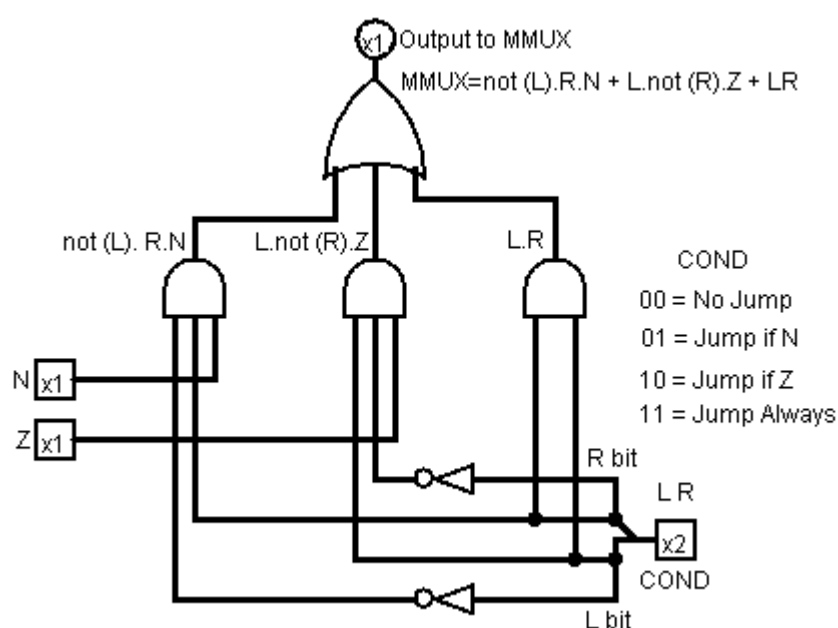 x1 Output to MMUX
MMUX=not (L).R.N + L.not (R).Z + LR
not (L). R.N
L.not (R).Z
L.R
COND
00 = No Jump
01 = Jump if N
10 = Jump if Z
11 = Jump Always
N x1
Z x1
R bit
L R
x2
COND
L bit